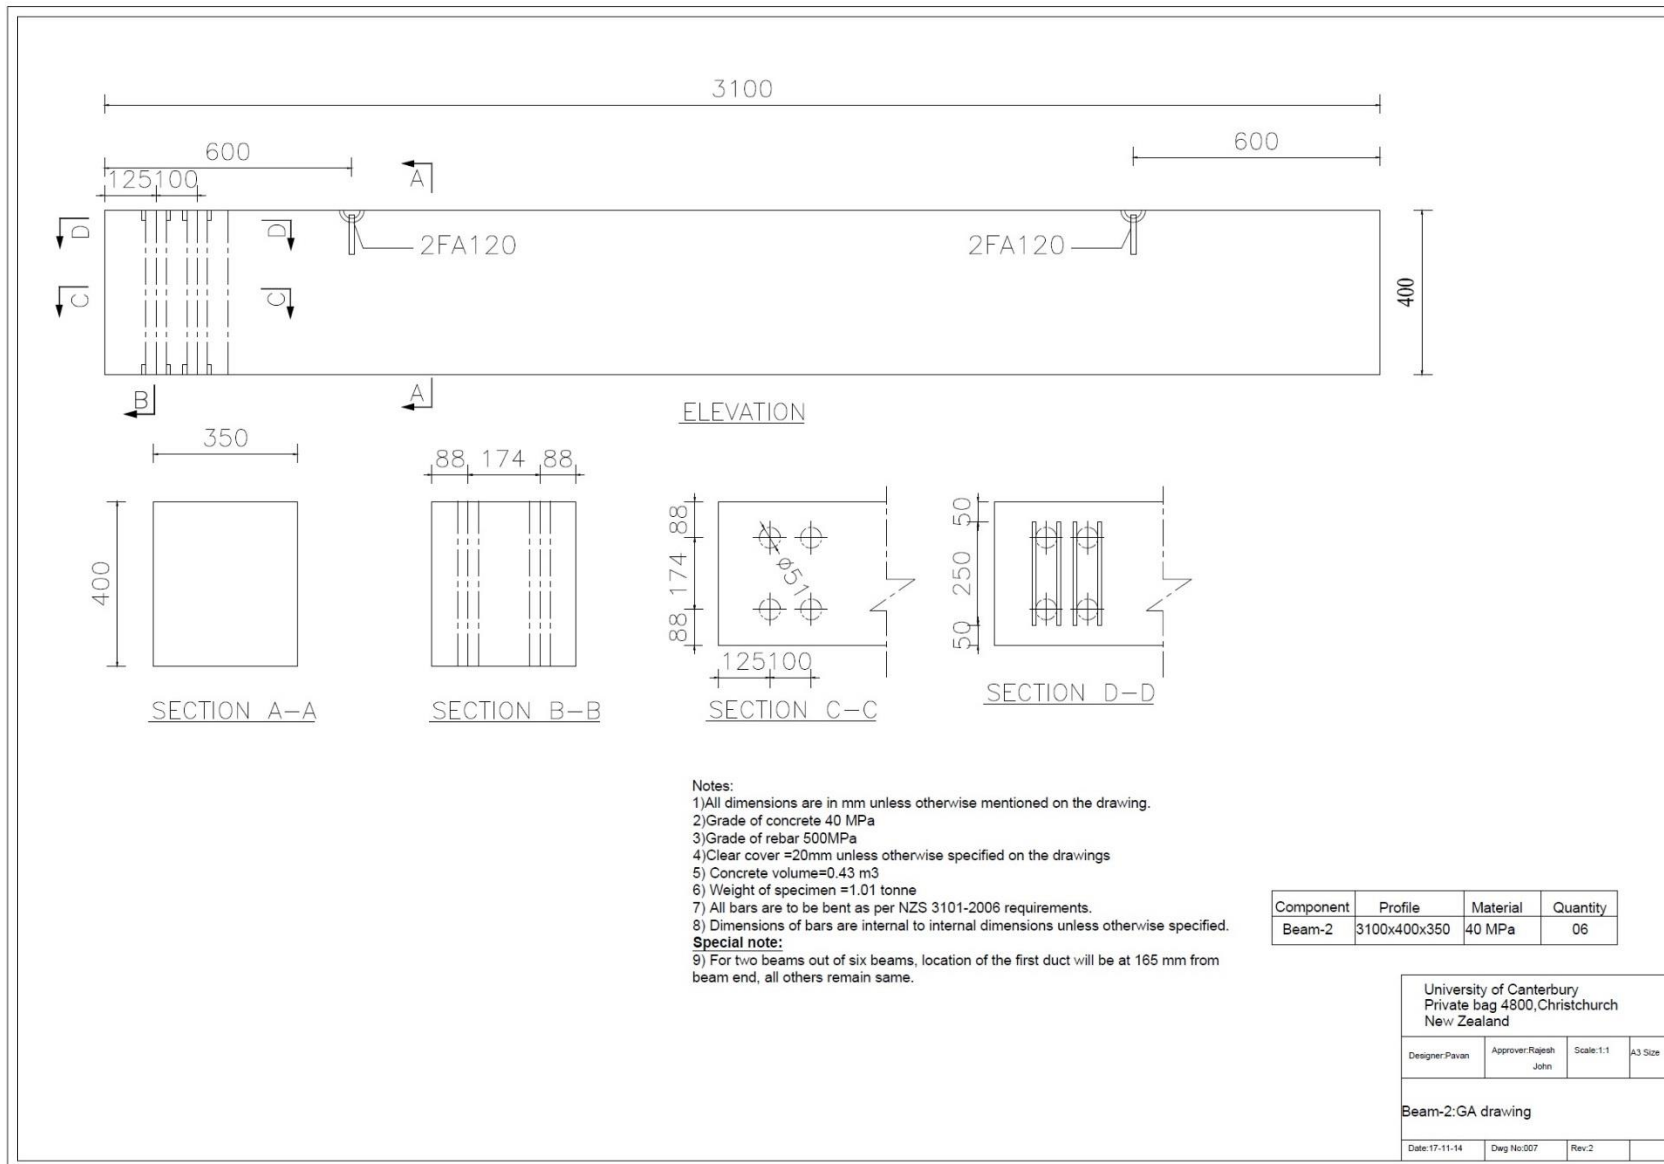 3100
600
600
125
100
A
D
D
2FA120
2FA120
C
C
400
B
A
ELEVATION
350
400
SECTION A-A
88 174 88
SECTION B-B
88
174
88
ø51
125
100
SECTION C-C
50
250
50
SECTION D-D
Notes:
1)All dimensions are in mm unless otherwise mentioned on the drawing.
2)Grade of concrete 40 MPa
3)Grade of rebar 500MPa
4)Clear cover =20mm unless otherwise specified on the drawings
5) Concrete volume=0.43 m3
6) Weight of specimen =1.01 tonne
7) All bars are to be bent as per NZS 3101-2006 requirements.
8) Dimensions of bars are internal to internal dimensions unless otherwise specified.
Special note:
9) For two beams out of six beams, location of the first duct will be at 165 mm from
beam end, all others remain same.
Component Profile Material Quantity
Beam-2 3100x400x350 40 MPa 06
University of Canterbury
Private bag 4800,Christchurch
New Zealand
Designer:Pavan
Approver:Rajesh
John
Scale:1:1
A3 Size
Beam-2:GA drawing
Date:17-11-14 Dwg No:007 Rev:2